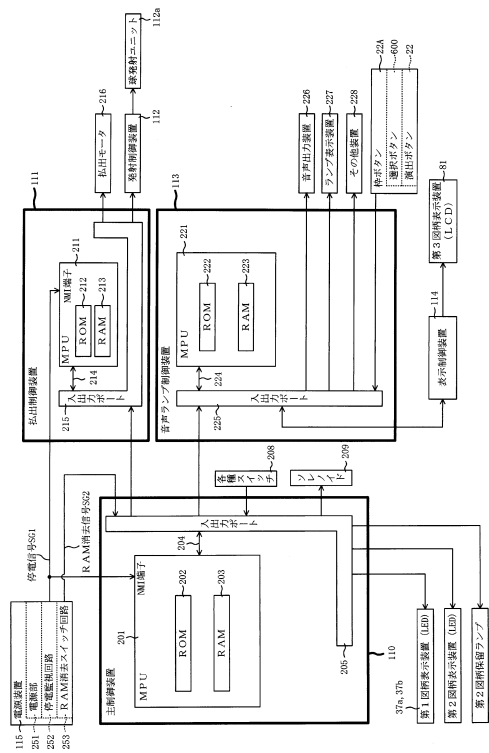 115
電源装置
251
電源部
252
停電監視回路
253
RAM消去スイッチ回路
停電信号SG1
RAM消去信号SG2
111
払出制御装置
MPU
NMI端子
211
ROM
212
RAM
213
214
215
入出力ポート
払出モータ
216
発射制御装置
112
球発射ユニット
112a
113
音声ランプ制御装置
221
MPU
ROM
222
RAM
223
224
225
入出力ポート
音声出力装置
226
ランプ表示装置
227
その他装置
228
22A
枠ボタン
選択ボタン
600
演出ボタン
22
表示制御装置
114
第3図柄表示装置
(LCD)
81
主制御装置
110
201
MPU
NMI端子
ROM
202
RAM
203
204
入出力ポート
205
各種スイッチ
208
ソレノイド
209
37a,37b
第1図柄表示装置(LED)
第2図柄表示装置(LED)
第2図柄保留ランプ